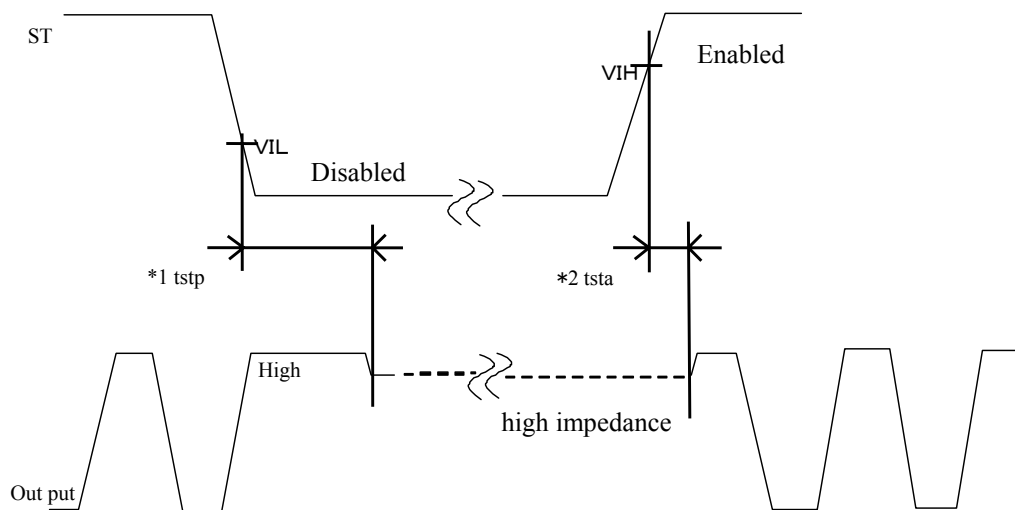 ST
Enabled
VIH
VIL
Disabled
*1 tstp
*2 tsta
High
high impedance
Out put